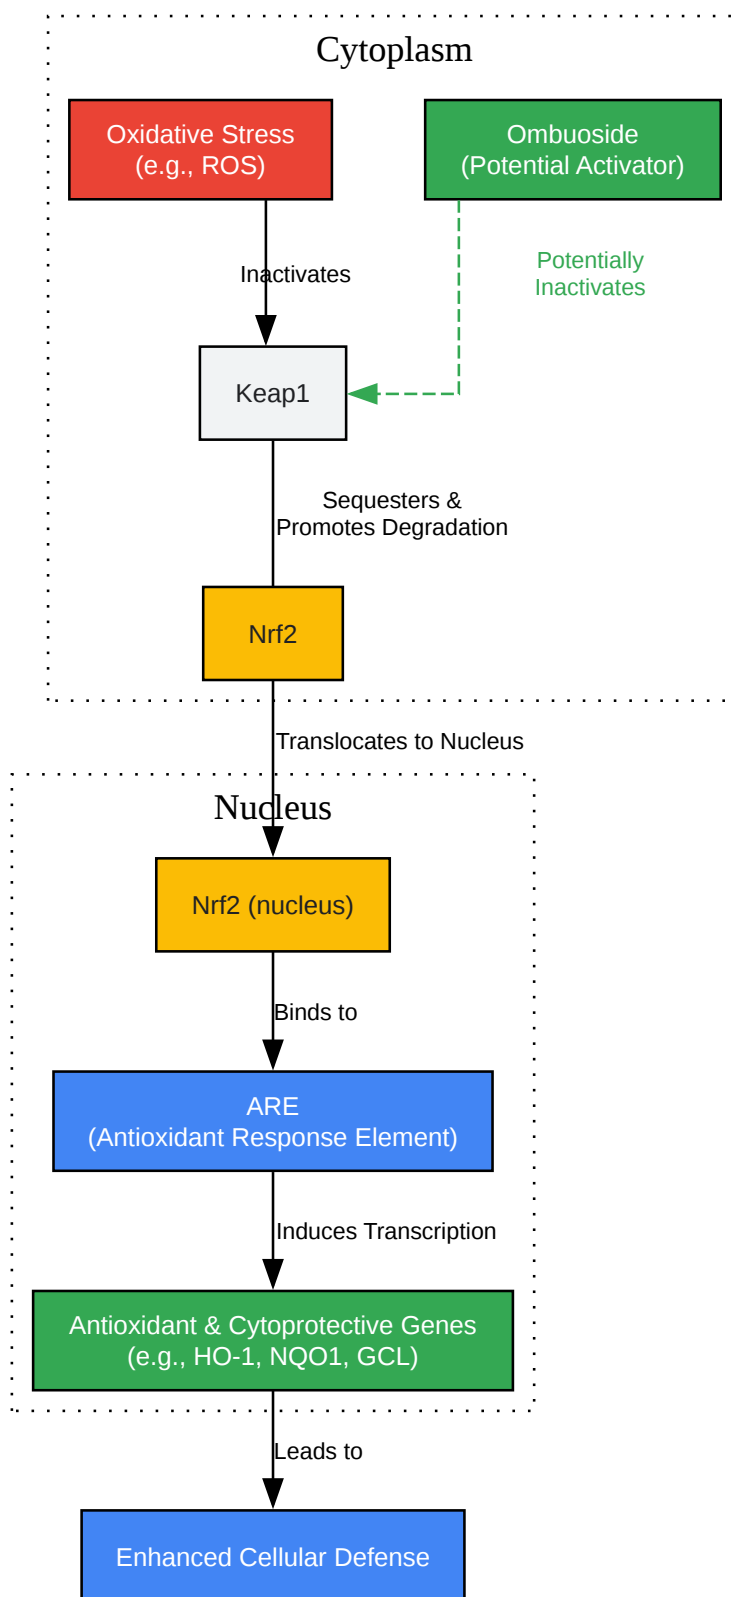 Cytoplasm
Oxidative Stress
(e.g., ROS)
Ombuoside
(Potential Activator)
Inactivates
Potentially
Inactivates
Keap1
Sequesters &
Promotes Degradation
Nrf2
Translocates to Nucleus
Nucleus
Nrf2 (nucleus)
Binds to
ARE
(Antioxidant Response Element)
Induces Transcription
Antioxidant & Cytoprotective Genes
(e.g., HO-1, NQO1, GCL)
Leads to
Enhanced Cellular Defense